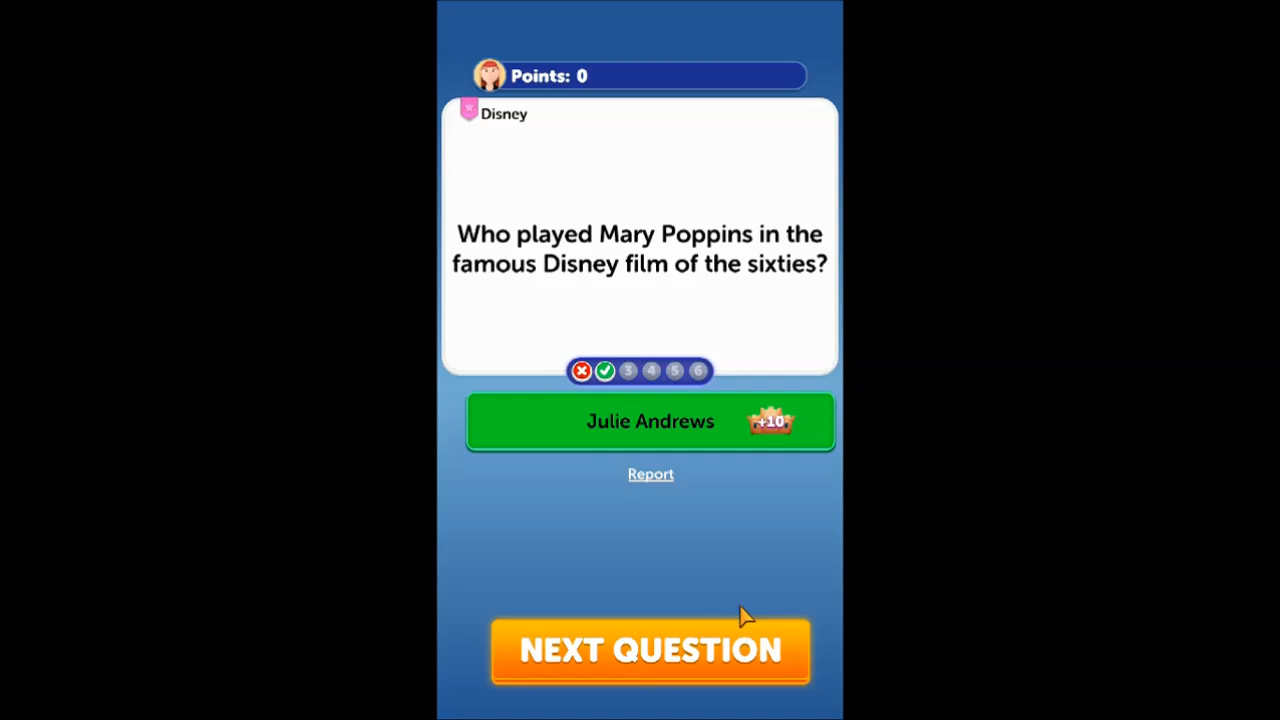 Points: 0
Disney
Who played Mary Poppins in the
famous Disney film of the sixties?
3 4 5 6
Julie Andrews +10
Report
NEXT QUESTION